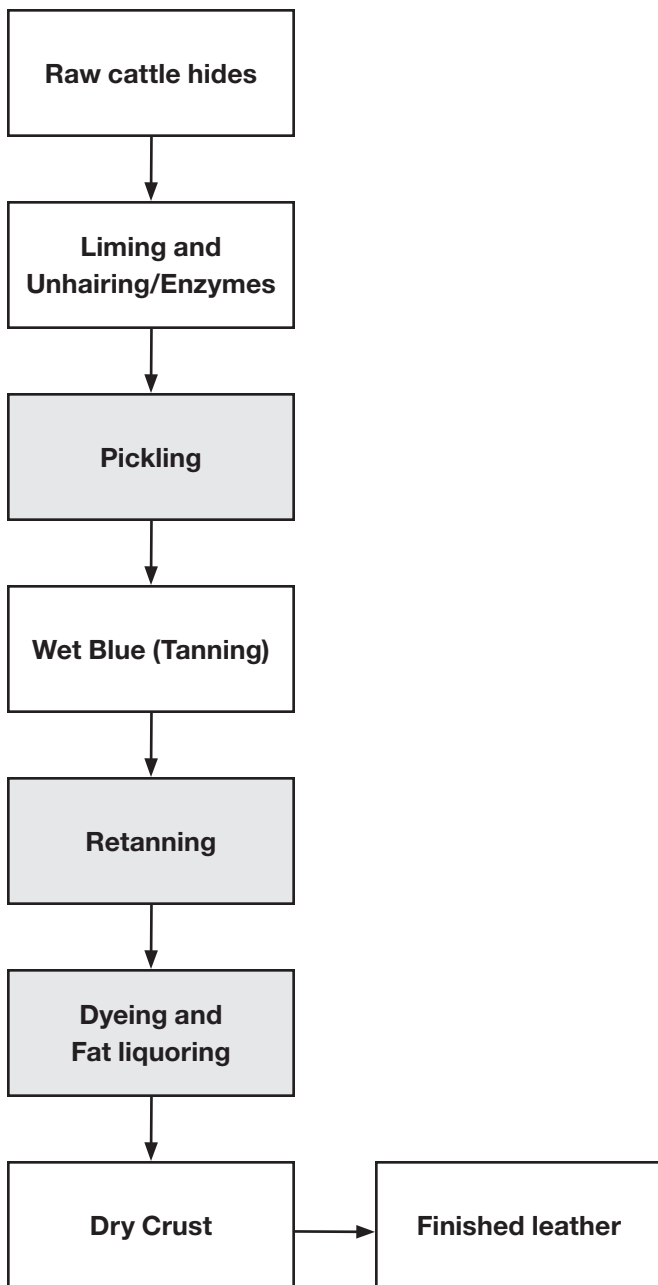 Raw cattle hides
Liming and
Unhairing/Enzymes
Pickling
Wet Blue (Tanning)
Retanning
Dyeing and
Fat liquoring
Dry Crust
Finished leather